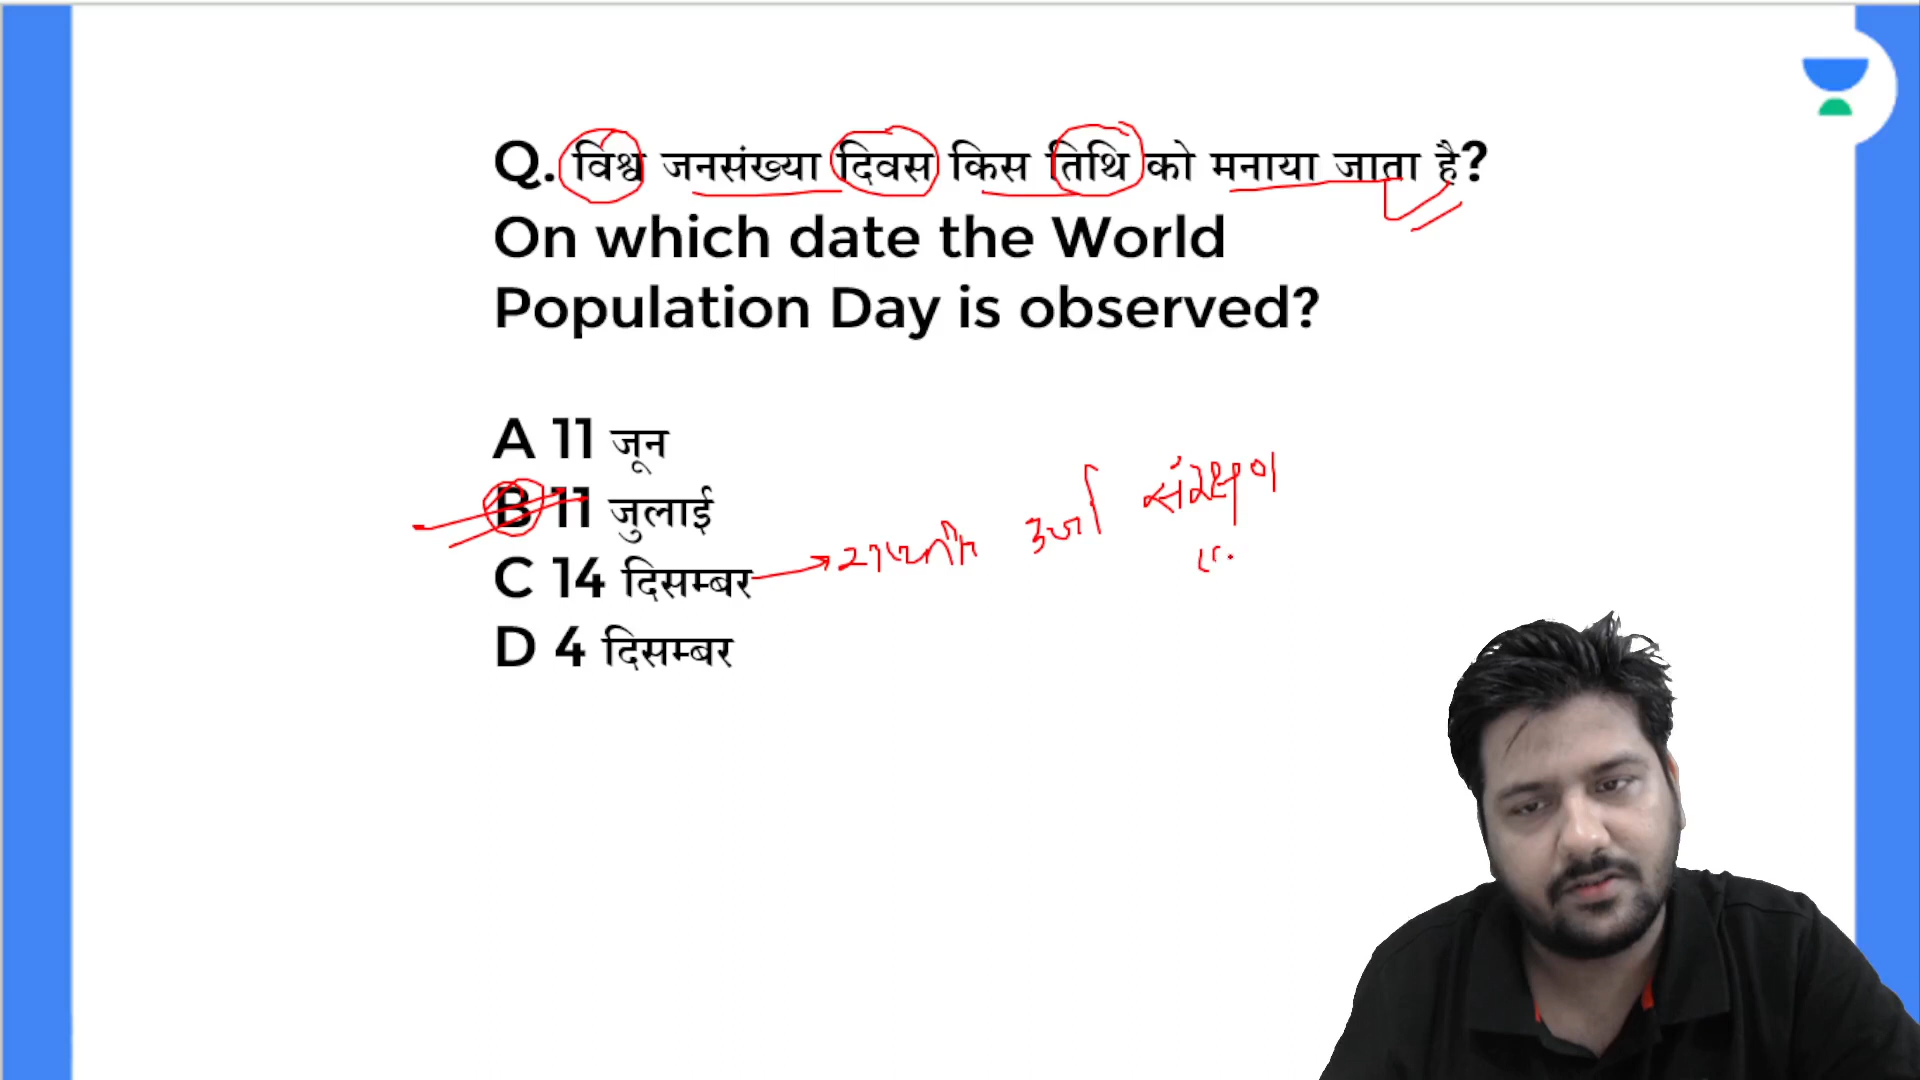 Q. विश्व जनसंख्या दिवस किस तिथि को मनाया जाता है?
On which date the World
Population Day is observed?
A 11 जून
B 11 जुलाई
C 14 दिसम्बर
D 4 दिसम्बर
संरक्षण